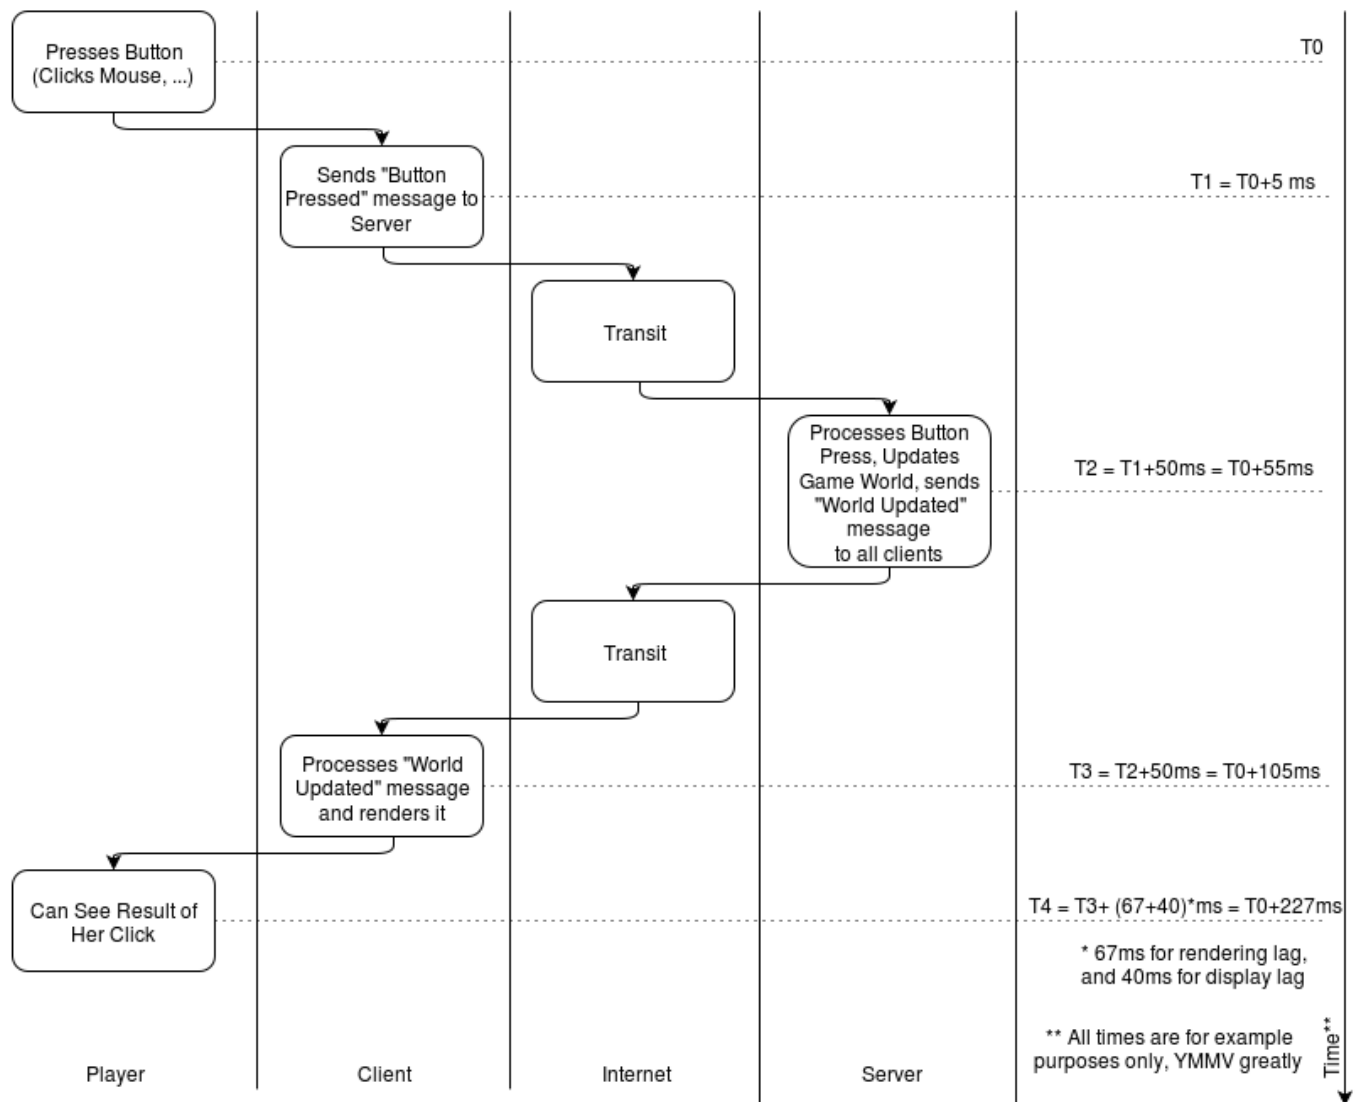 Presses Button
(Clicks Mouse, ...)
T0
Sends "Button
Pressed" message to
Server
T1 = T0+5 ms
Transit
Processes Button
Press, Updates
Game World, sends
"World Updated"
message
to all clients
T2 = T1+50ms = T0+55ms
Transit
Processes "World
Updated" message
and renders it
T3 = T2+50ms = T0+105ms
Can See Result of
Her Click
T4 = T3+ (67+40)*ms = T0+227ms
* 67ms for rendering lag,
and 40ms for display lag
** All times are for example
purposes only, YMMV greatly
Time**
Player
Client
Internet
Server